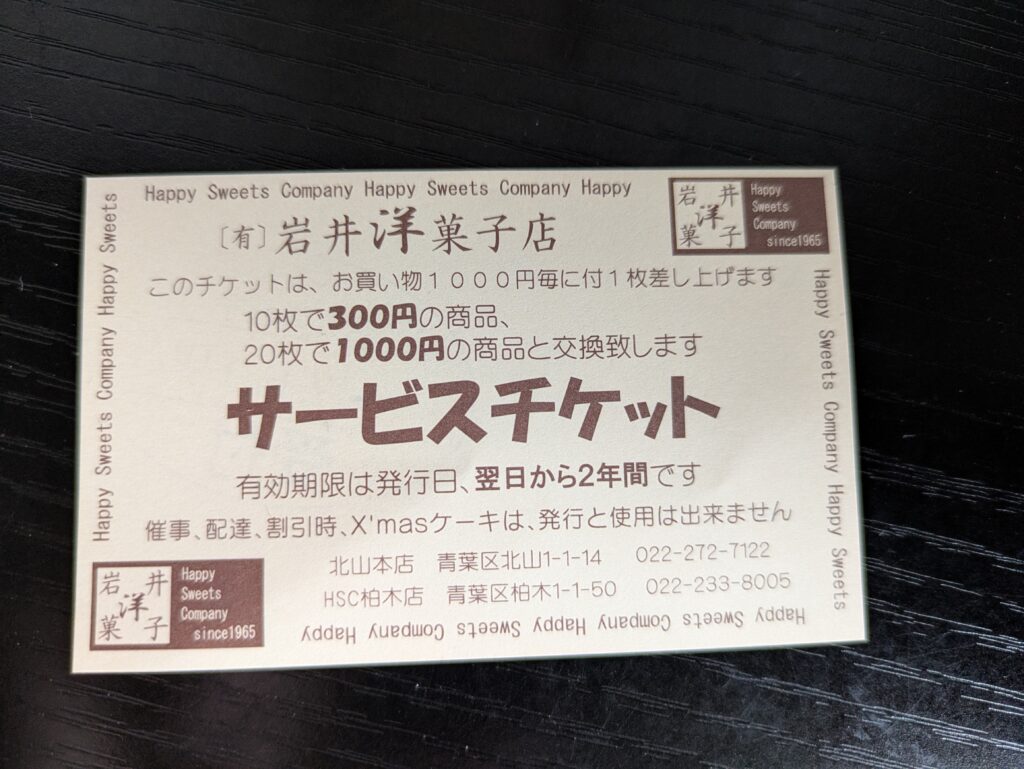 Happy Sweets Company Happy Sweets Company Happy
〔有〕岩井洋菓子店
岩井洋菓子
Happy
Sweets
Company
since1965
このチケットは、お買い物１０００円毎に付１枚差し上げます
10枚で300円の商品、
20枚で1000円の商品と交換致します
サービスチケット
有効期限は発行日、翌日から2年間です
催事、配達、割引時、X'masケーキは、発行と使用は出来ません
北山本店 青葉区北山1-1-14 022-272-7122
HSC柏木店 青葉区柏木1-1-50 022-233-8005
岩井洋菓子
Happy
Sweets
Company
since1965
Happy Sweets Company Happy Sweets
Happy Sweets Company Happy Sweets
Happy Sweets Company Happy Sweets Company Happy